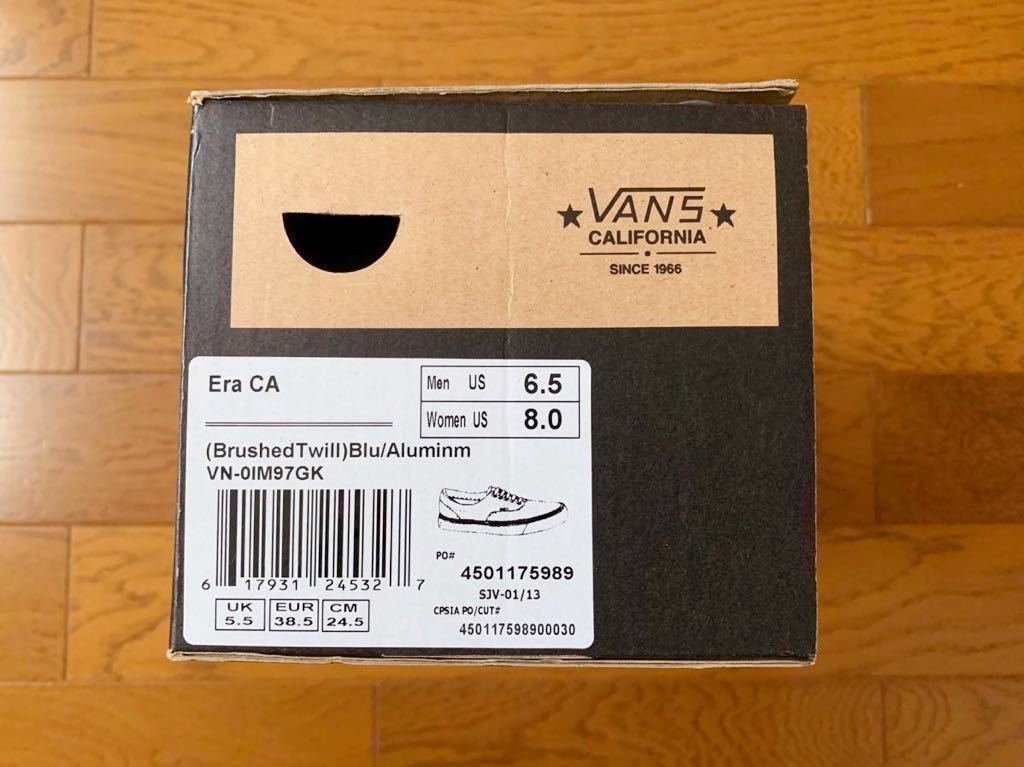 VANS
CALIFORNIA
SINCE 1966
Era CA
Men US 6.5
Women US 8.0
(BrushedTwill)Blu/Aluminm
VN-0IM97GK
6 17931 24532 7
UK 5.5
EUR 38.5
CM 24.5
PO#
4501175989
SJV-01/13
CPSIA PO/CUT#
450117598900030